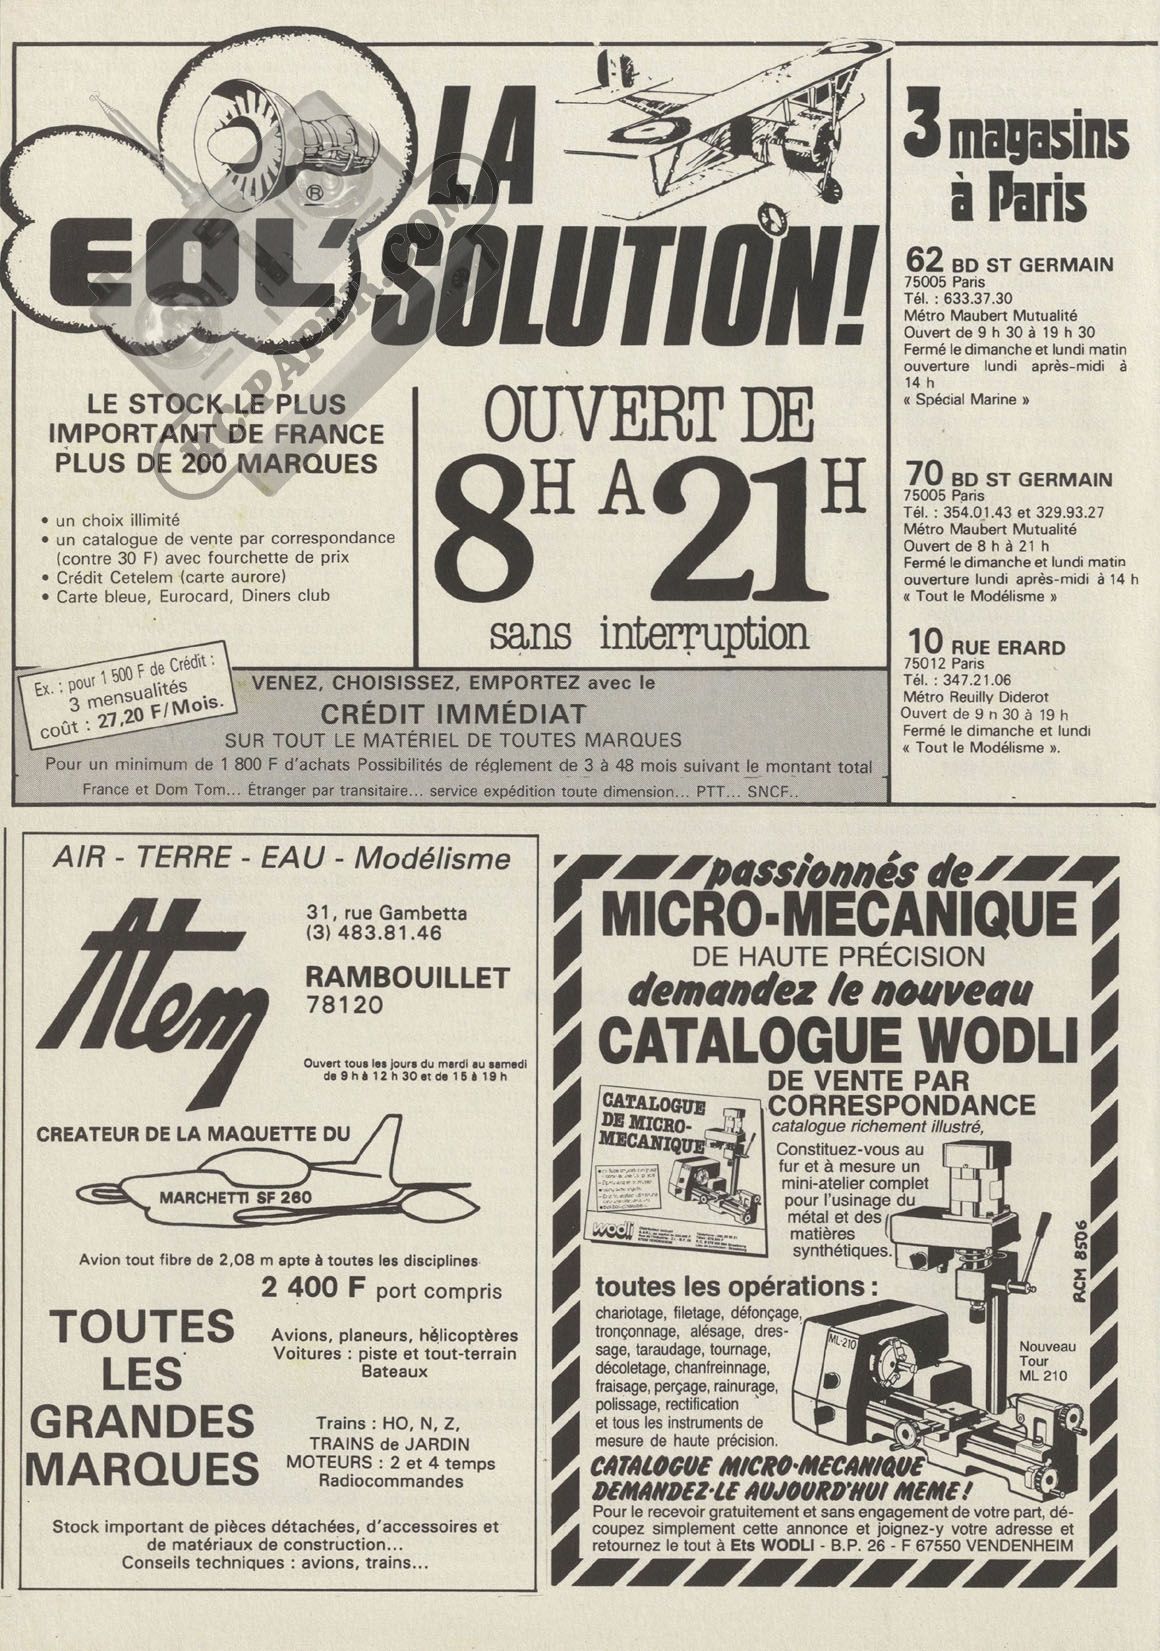 EOL'
®
LA
SOLUTION!
RC-PAPER.COM
LE STOCK LE PLUS
IMPORTANT DE FRANCE
PLUS DE 200 MARQUES
• un choix illimité
• un catalogue de vente par correspondance
(contre 30 F) avec fourchette de prix
• Crédit Cetelem (carte aurore)
• Carte bleue, Eurocard, Diners club
OUVERT DE
8H A 21H
sans interruption
3 magasins
à Paris
62 BD ST GERMAIN
75005 Paris
Tél. : 633.37.30
Métro Maubert Mutualité
Ouvert de 9 h 30 à 19 h 30
Fermé le dimanche et lundi matin
ouverture lundi après-midi à
14 h
« Spécial Marine »
70 BD ST GERMAIN
75005 Paris
Tél. : 354.01.43 et 329.93.27
Métro Maubert Mutualité
Ouvert de 8 h à 21 h
Fermé le dimanche et lundi matin
ouverture lundi après-midi à 14 h
« Tout le Modélisme »
10 RUE ERARD
75012 Paris
Tél. : 347.21.06
Métro Reuilly Diderot
Ouvert de 9 h 30 à 19 h
Fermé le dimanche et lundi
« Tout le Modélisme ».
Ex. : pour 1 500 F de Crédit :
3 mensualités
coût : 27,20 F/Mois.
VENEZ, CHOISISSEZ, EMPORTEZ avec le
CRÉDIT IMMÉDIAT
SUR TOUT LE MATÉRIEL DE TOUTES MARQUES
Pour un minimum de 1 800 F d'achats Possibilités de réglement de 3 à 48 mois suivant le montant total
France et Dom Tom... Étranger par transitaire... service expédition toute dimension... PTT... SNCF..
AIR - TERRE - EAU - Modélisme
Atem
31, rue Gambetta
(3) 483.81.46
RAMBOUILLET
78120
Ouvert tous les jours du mardi au samedi
de 9 h à 12 h 30 et de 15 à 19 h
CREATEUR DE LA MAQUETTE DU
MARCHETTI SF 260
Avion tout fibre de 2,08 m apte à toutes les disciplines
2 400 F port compris
TOUTES
LES
GRANDES
MARQUES
Avions, planeurs, hélicoptères
Voitures : piste et tout-terrain
Bateaux
Trains : HO, N, Z,
TRAINS de JARDIN
MOTEURS : 2 et 4 temps
Radiocommandes
Stock important de pièces détachées, d'accessoires et
de matériaux de construction...
Conseils techniques : avions, trains...
passionnés de
MICRO-MECANIQUE
DE HAUTE PRÉCISION
demandez le nouveau
CATALOGUE WODLI
DE VENTE PAR
CORRESPONDANCE
catalogue richement illustré,
CATALOGUE
DE MICRO-
MECANIQUE
wodli
Constituez-vous au
fur et à mesure un
mini-atelier complet
pour l'usinage du
métal et des
matières
synthétiques.
RCM 8506
toutes les opérations :
chariotage, filetage, défonçage,
tronçonnage, alésage, dres-
sage, taraudage, tournage,
décolletage, chanfreinnage,
fraisage, perçage, rainurage,
polissage, rectification
et tous les instruments de
mesure de haute précision.
ML-210
Nouveau
Tour
ML 210
CATALOGUE MICRO-MECANIQUE
DEMANDEZ-LE AUJOURD'HUI MEME !
Pour le recevoir gratuitement et sans engagement de votre part, dé-
coupez simplement cette annonce et joignez-y votre adresse et
retournez le tout à Ets WODLI - B.P. 26 - F 67550 VENDENHEIM